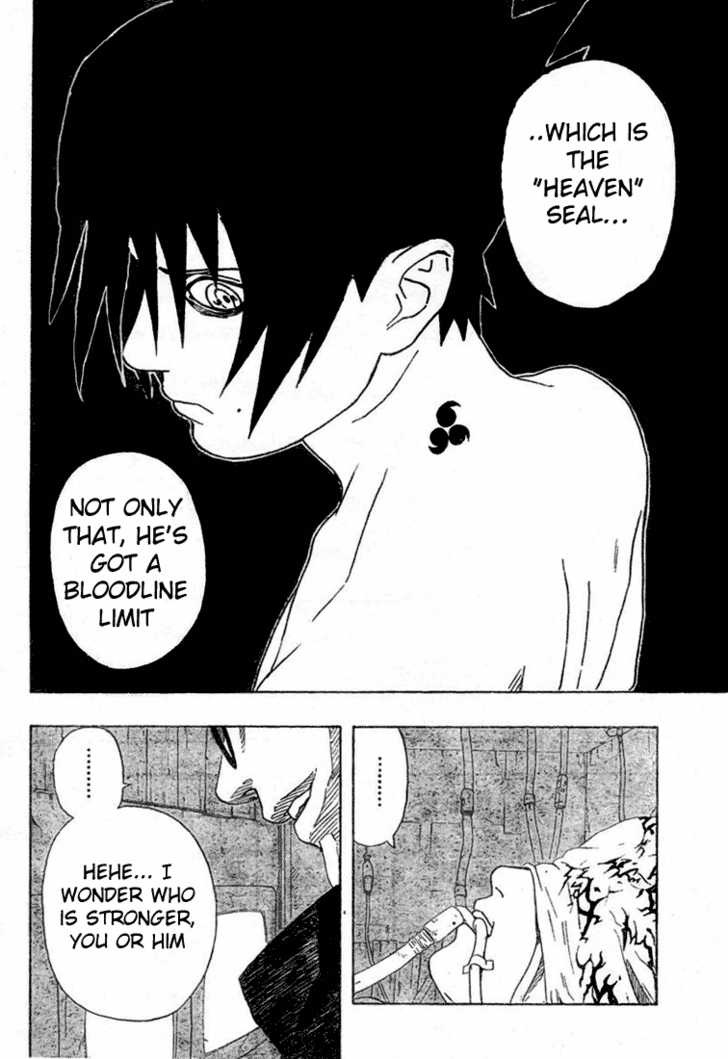 ..WHICH IS
THE
"HEAVEN"
SEAL...
NOT ONLY
THAT, HE'S
GOT A
BLOODLINE
LIMIT
........
........
HEHE... I
WONDER WHO
IS STRONGER,
YOU OR HIM